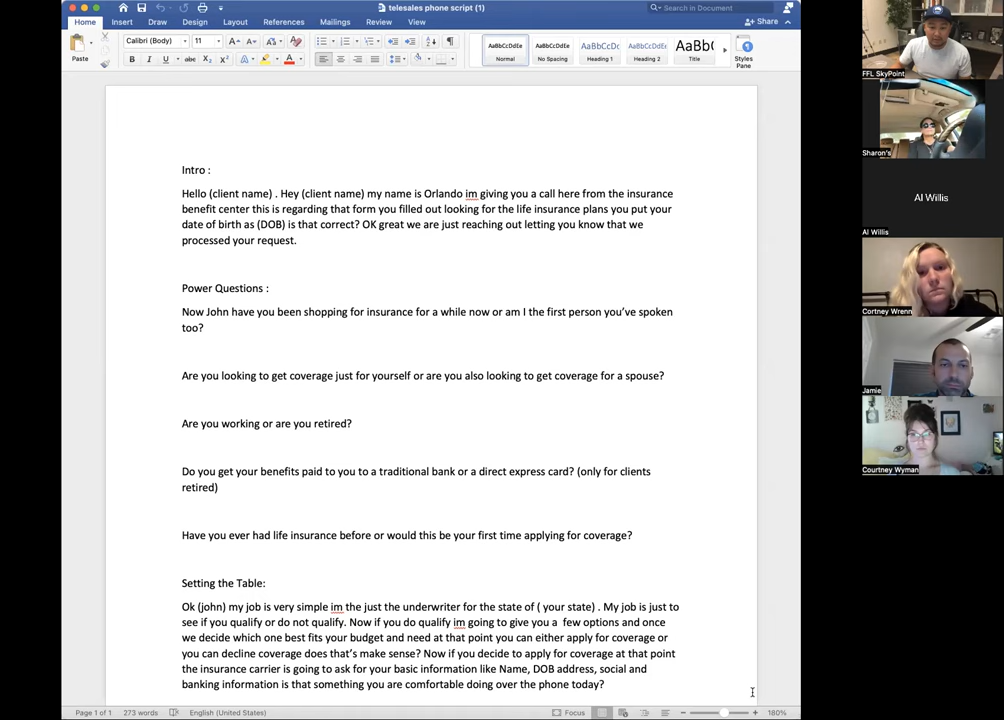 telesales phone script (1)
Search in Document
Home Insert Draw Design Layout References Mailings Review View
Share
Paste
Calibri (Body) 11
AaBbCcDdEe AaBbCcDdEe AaBbCcDc AaBbCcDdEe AaBb(
Normal No Spacing Heading 1 Heading 2 Title
Styles
Pane
Intro :
Hello (client name) . Hey (client name) my name is Orlando im giving you a call here from the insurance
benefit center this is regarding that form you filled out looking for the life insurance plans you put your
date of birth as (DOB) is that correct? OK great we are just reaching out letting you know that we
processed your request.
Power Questions :
Now John have you been shopping for insurance for a while now or am I the first person you've spoken
too?
Are you looking to get coverage just for yourself or are you also looking to get coverage for a spouse?
Are you working or are you retired?
Do you get your benefits paid to you to a traditional bank or a direct express card? (only for clients
retired)
Have you ever had life insurance before or would this be your first time applying for coverage?
Setting the Table:
Ok (john) my job is very simple im the just the underwriter for the state of ( your state) . My job is just to
see if you qualify or do not qualify. Now if you do qualify im going to give you a few options and once
we decide which one best fits your budget and need at that point you can either apply for coverage or
you can decline coverage does that's make sense? Now if you decide to apply for coverage at that point
the insurance carrier is going to ask for your basic information like Name, DOB address, social and
banking information is that something you are comfortable doing over the phone today?
Page 1 of 1 273 words English (United States) Focus 180%
FFL SkyPoint
Sharon's
Al Willis
Al Willis
Cortney Wrenn
Jamie
Courtney Wyman